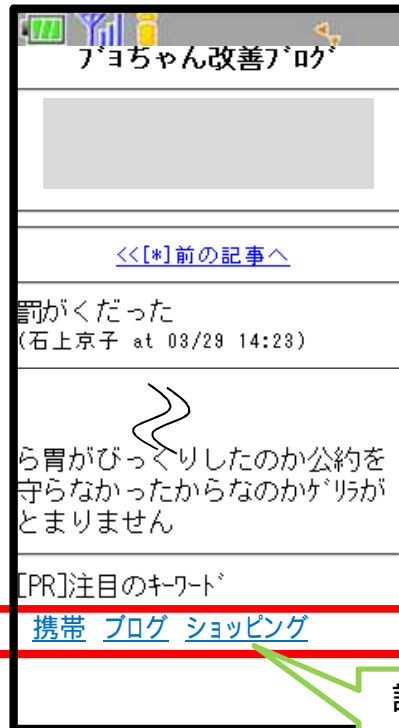 ﾌﾞﾖちゃん改善ﾌﾞﾛｸﾞ
<<[*]前の記事へ
罰がくだった
(石上京子 at 03/29 14:23)
ら胃がびっくりしたのか公約を
守らなかったからなのかｹﾞﾘﾗが
とまりません
[PR]注目のｷｰﾜｰﾄﾞ
携帯 ブログ ショッピング